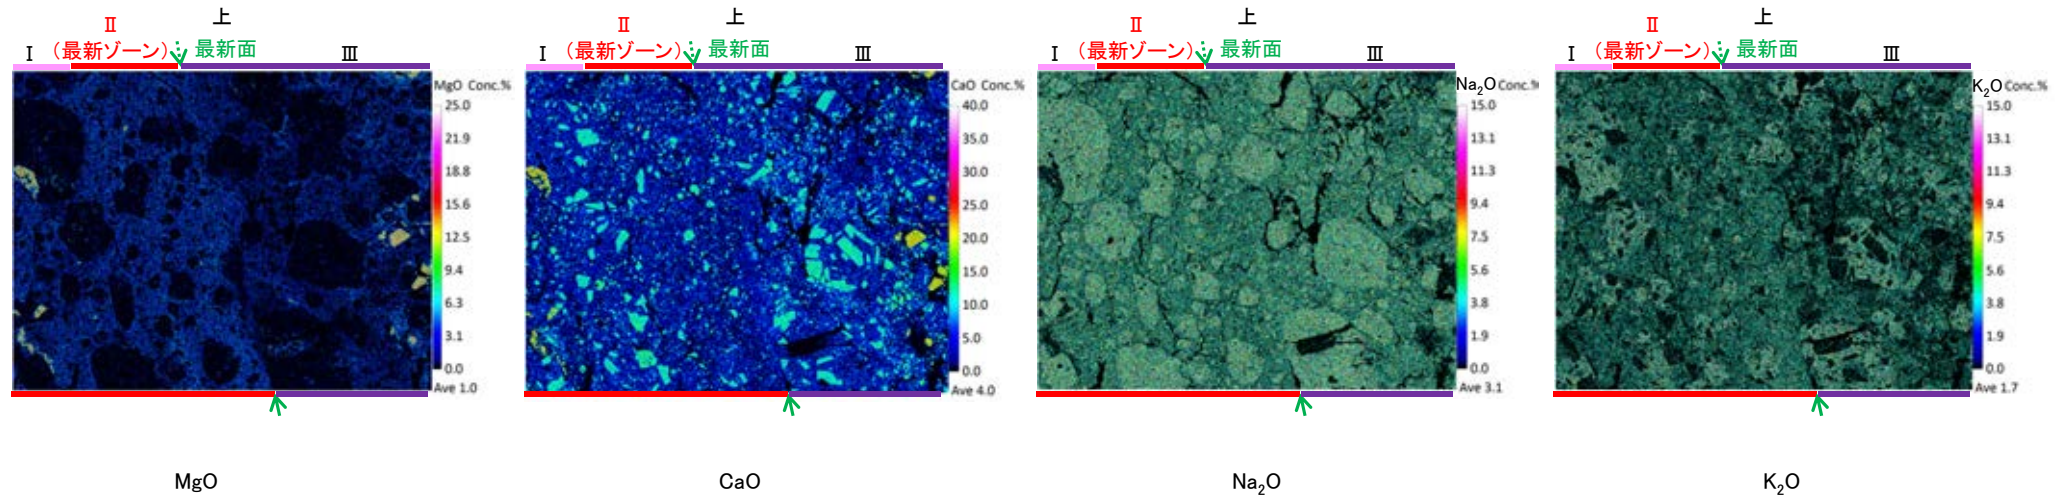 上
Ⅱ
Ⅰ (最新ゾーン) 最新面 Ⅲ
MgO Conc.%
25.0
21.9
18.8
15.6
12.5
9.4
6.3
3.1
0.0
Ave 1.0
MgO
上
Ⅱ
Ⅰ (最新ゾーン) 最新面 Ⅲ
CaO Conc.%
40.0
35.0
30.0
25.0
20.0
15.0
10.0
5.0
0.0
Ave 4.0
CaO
上
Ⅱ
Ⅰ (最新ゾーン) 最新面 Ⅲ
Na₂O Conc.%
15.0
13.1
11.3
9.4
7.5
5.6
3.8
1.9
0.0
Ave 3.1
Na₂O
上
Ⅱ
Ⅰ (最新ゾーン) 最新面 Ⅲ
K₂O Conc.%
15.0
13.1
11.3
9.4
7.5
5.6
3.8
1.9
0.0
Ave 1.7
K₂O